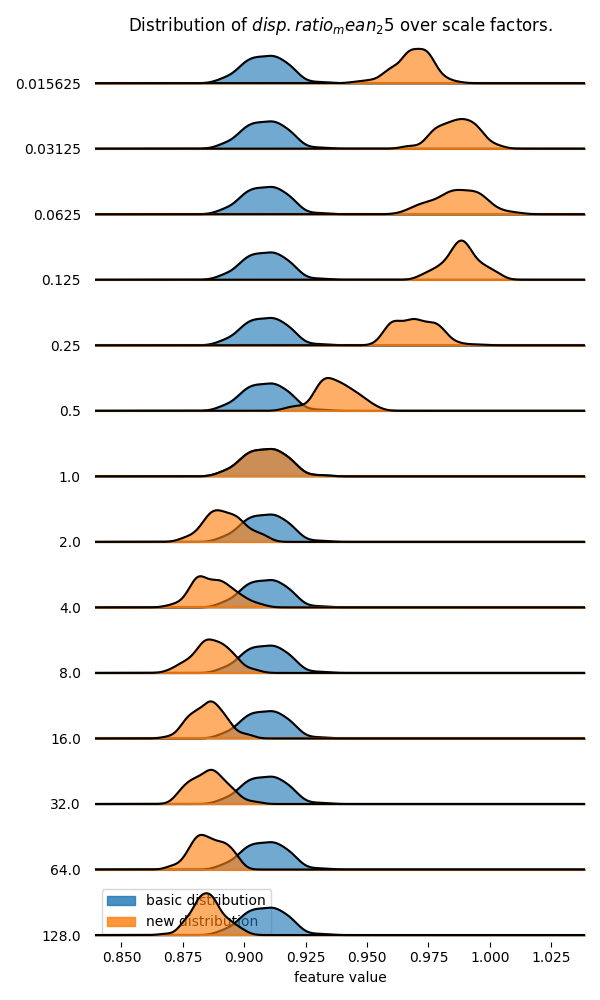 Distribution of disp.ratio_mean_25 over scale factors.
0.015625
0.03125
0.0625
0.125
0.25
0.5
1.0
2.0
4.0
8.0
16.0
32.0
64.0
basic distribution
new distribution
128.0
0.850 0.875 0.900 0.925 0.950 0.975 1.000 1.025
feature value